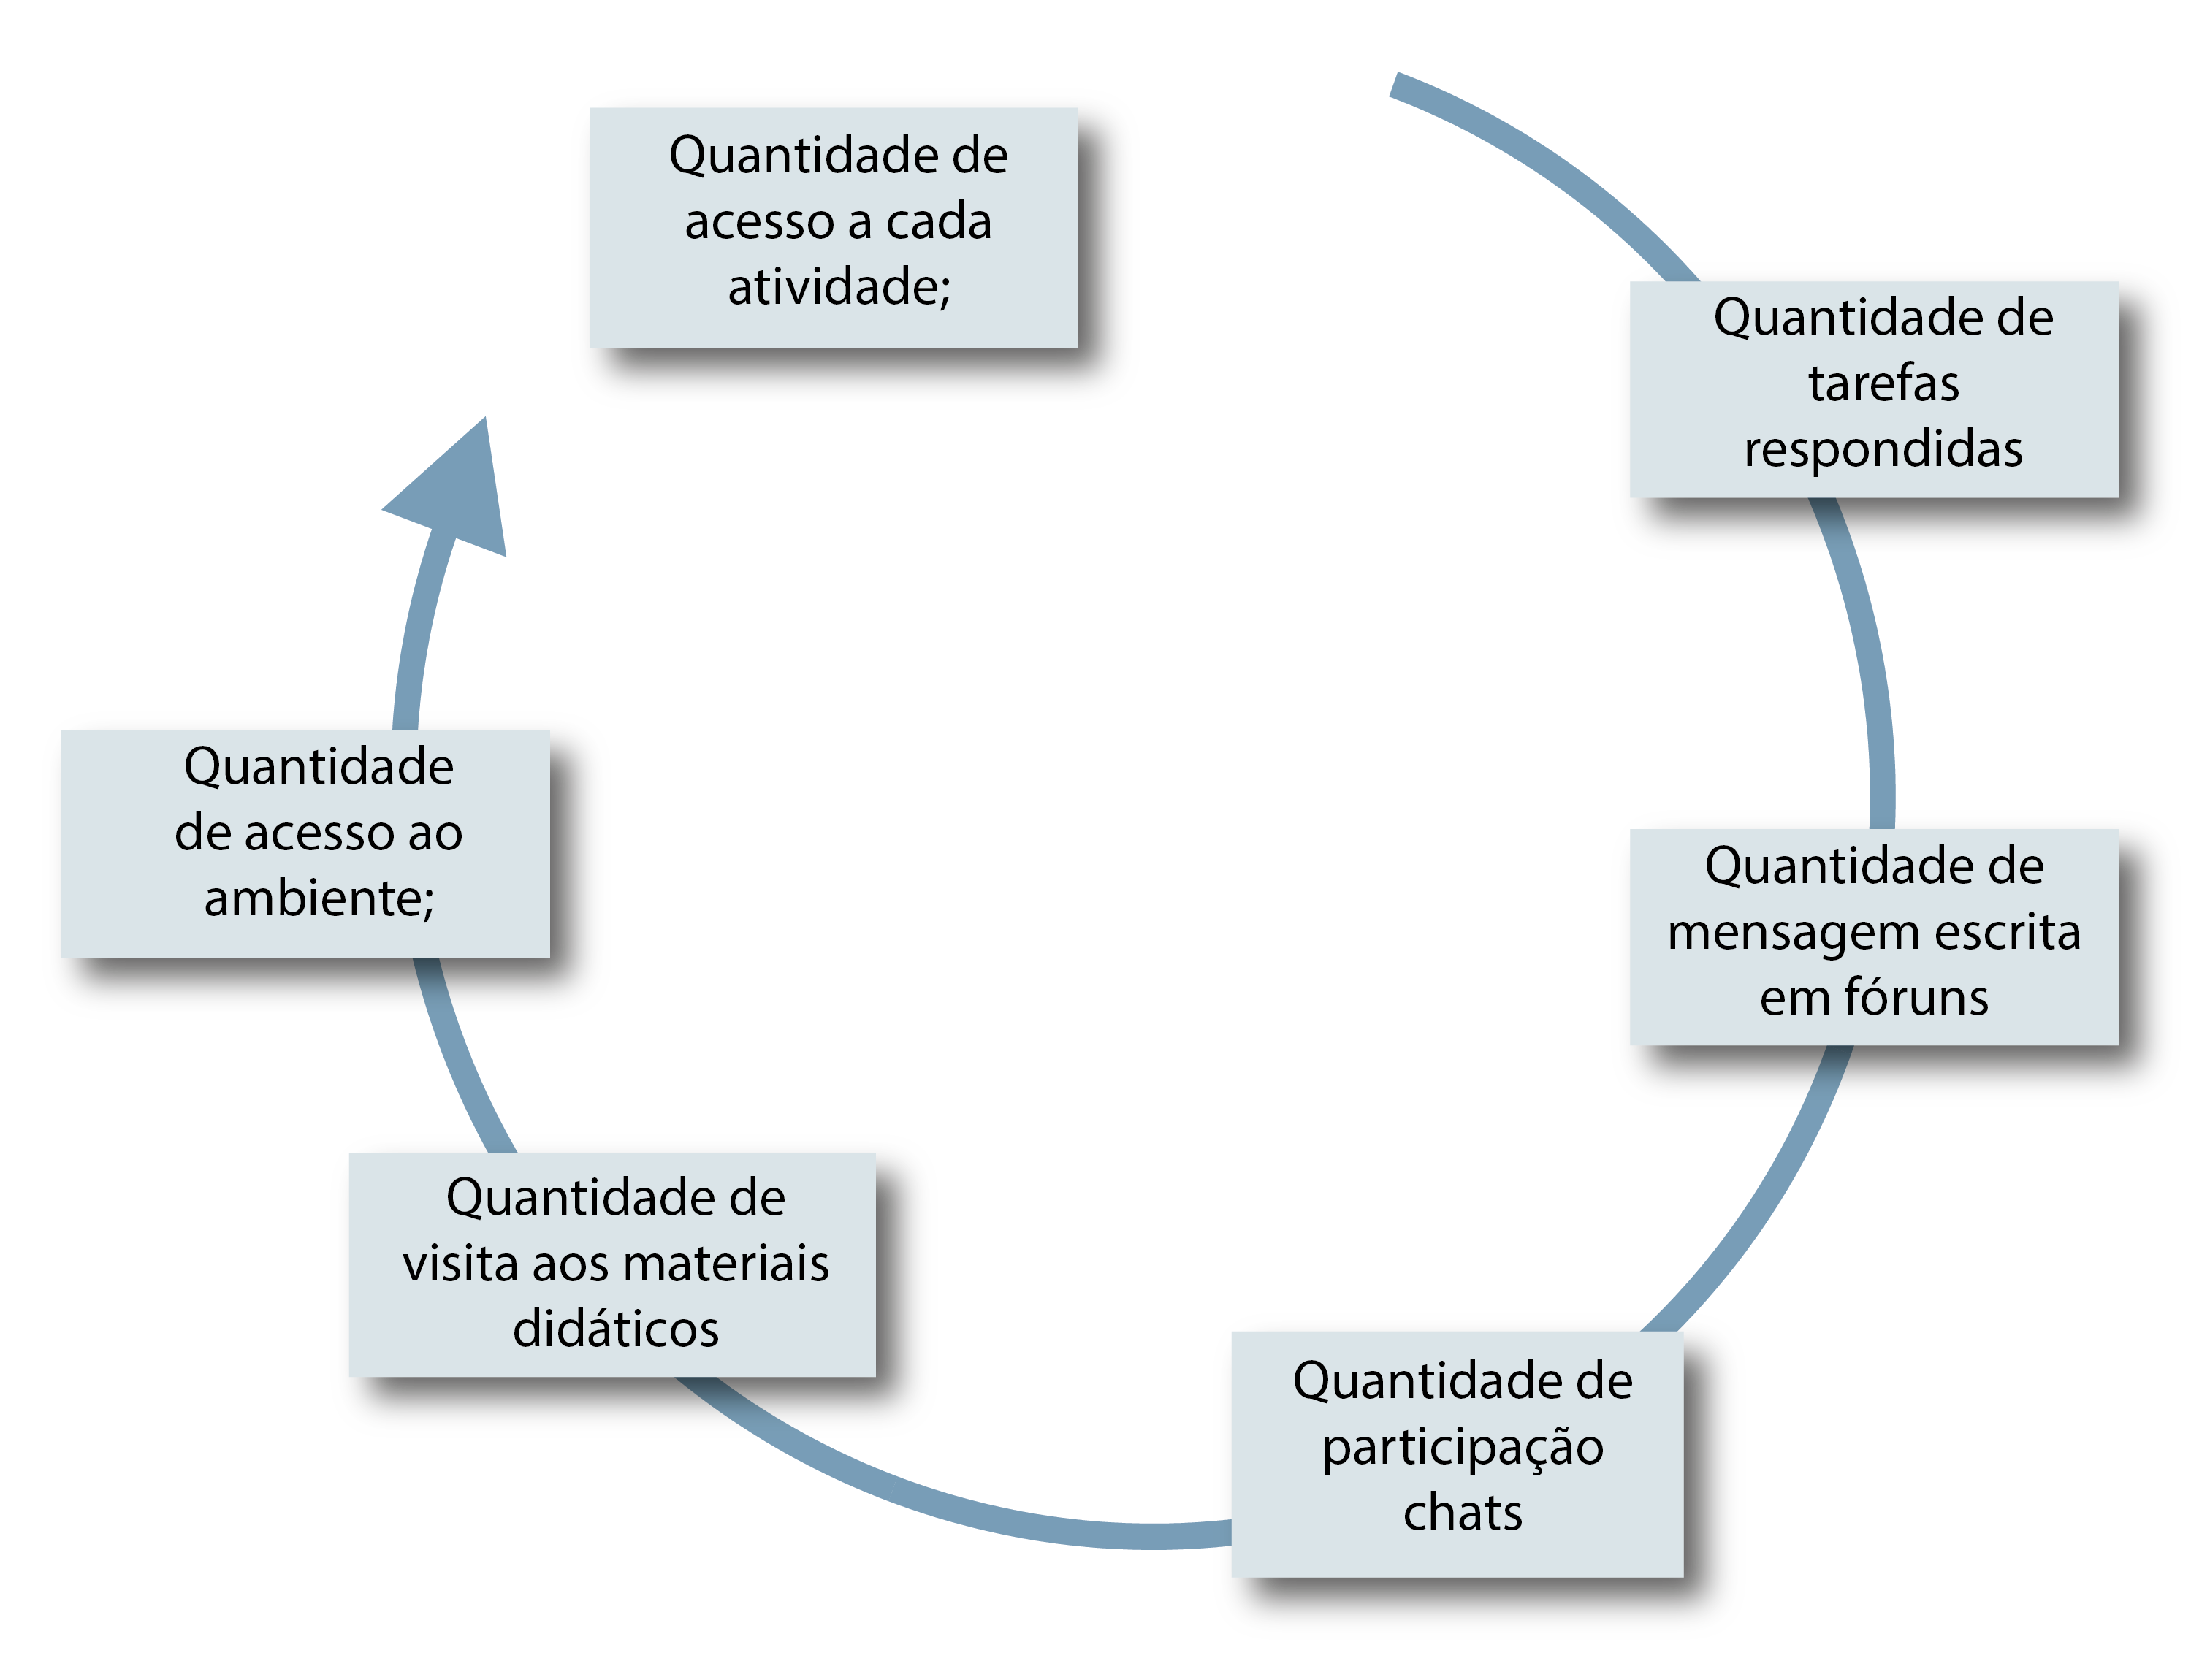 Quantidade de
acesso a cada
atividade;
Quantidade de
tarefas
respondidas
Quantidade de
mensagem escrita
em fóruns
Quantidade de
participação
chats
Quantidade de
visita aos materiais
didáticos
Quantidade
de acesso ao
ambiente;